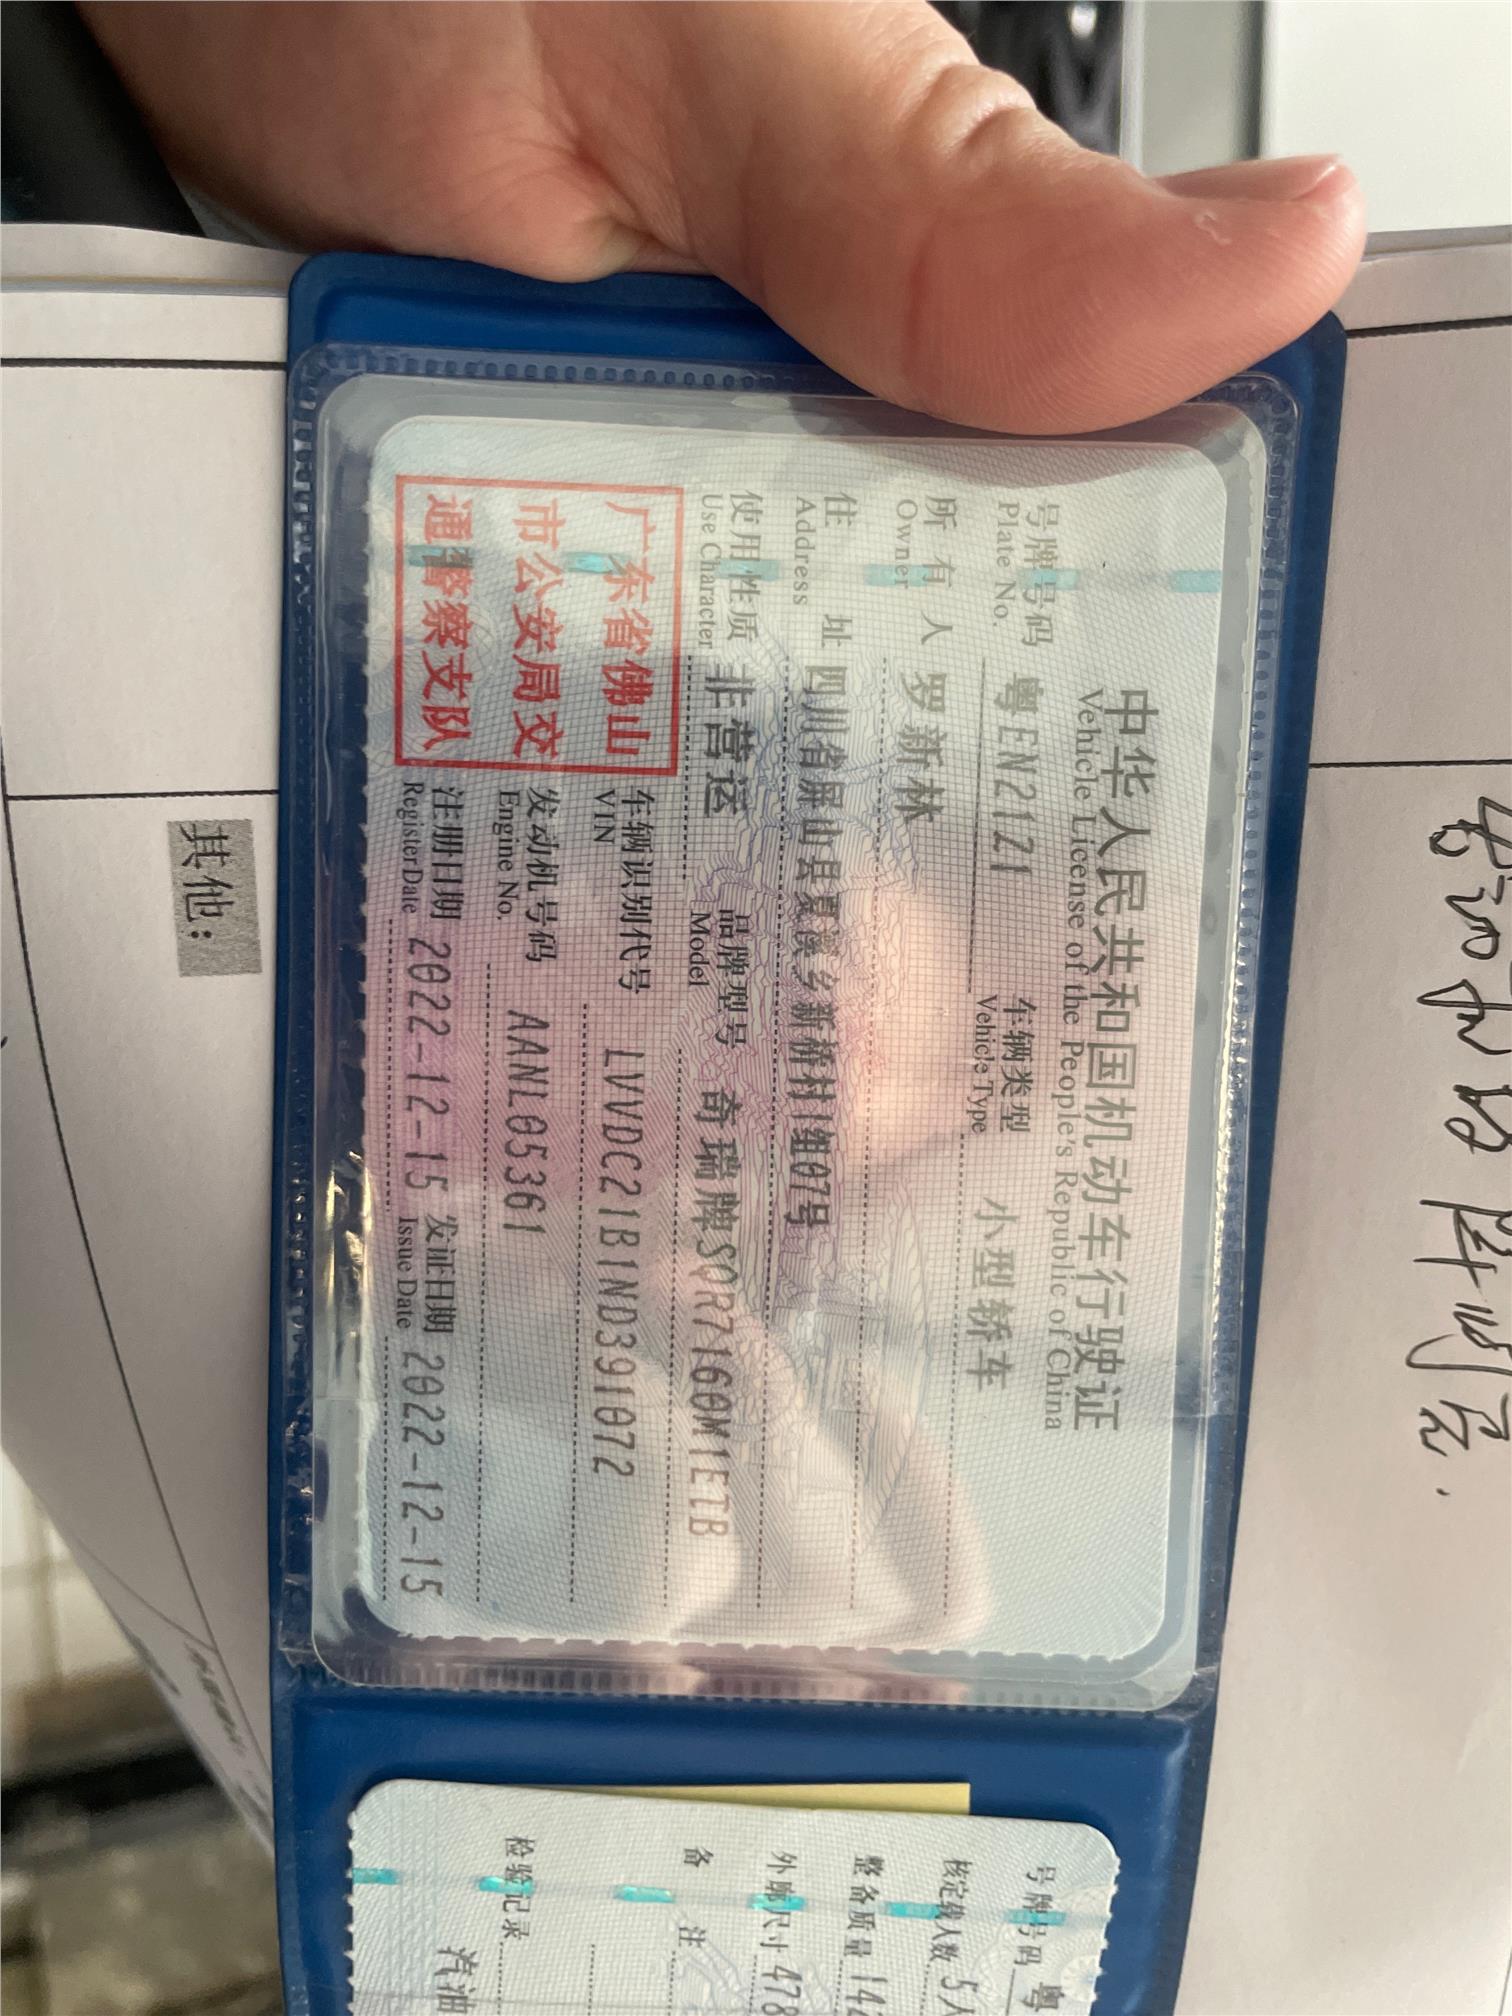 中华人民共和国机动车行驶证
Vehicle License of the People's Republic of China
号牌号码 粤EN21Z1 车辆类型 小型轿车
Plate No. Vehicle Type
所有人 罗新林
Owner
住址 四川省屏山县夏溪乡新桥村1组07号
Address
使用性质 非营运 品牌型号 奇瑞牌SQR7160M1ETB
Use Character Model
广东省佛山
市公安局交
通警察支队
车辆识别代号 LVVDC21B1ND391072
VIN
发动机号码 AANL05361
Engine No.
注册日期 2022-12-15 发证日期 2022-12-15
Register Date Issue Date
号牌号码 粤
核定载人数 5人
整备质量 142
外廓尺寸 478
备注
检验记录
汽油
其他: